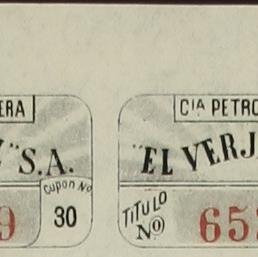 ERA
" S.A.
Cupon No
30
9
CIA PETRO
"EL VERJ
TITULO
No
65